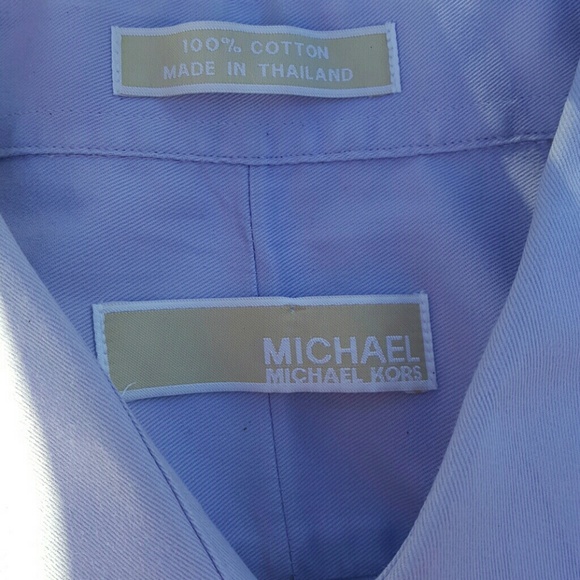 100% COTTON
MADE IN THAILAND
MICHAEL
MICHAEL KORS